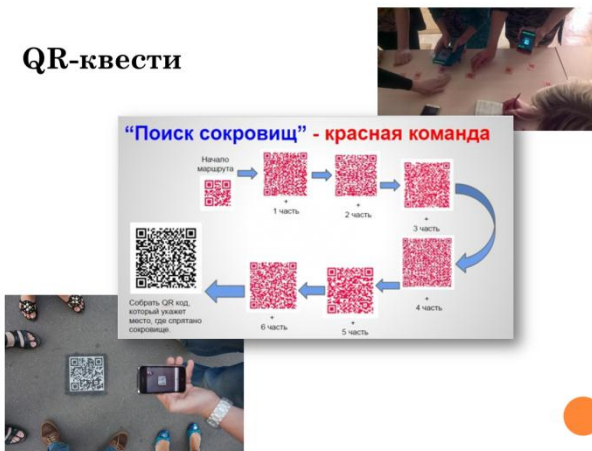 QR-квести
“Поиск сокровищ” - красная команда
Начало
маршрута
+
1 часть
+
2 часть
+
3 часть
+
4 часть
+
5 часть
+
6 часть
Собрать QR код,
который укажет
место, где спрятано
сокровище.